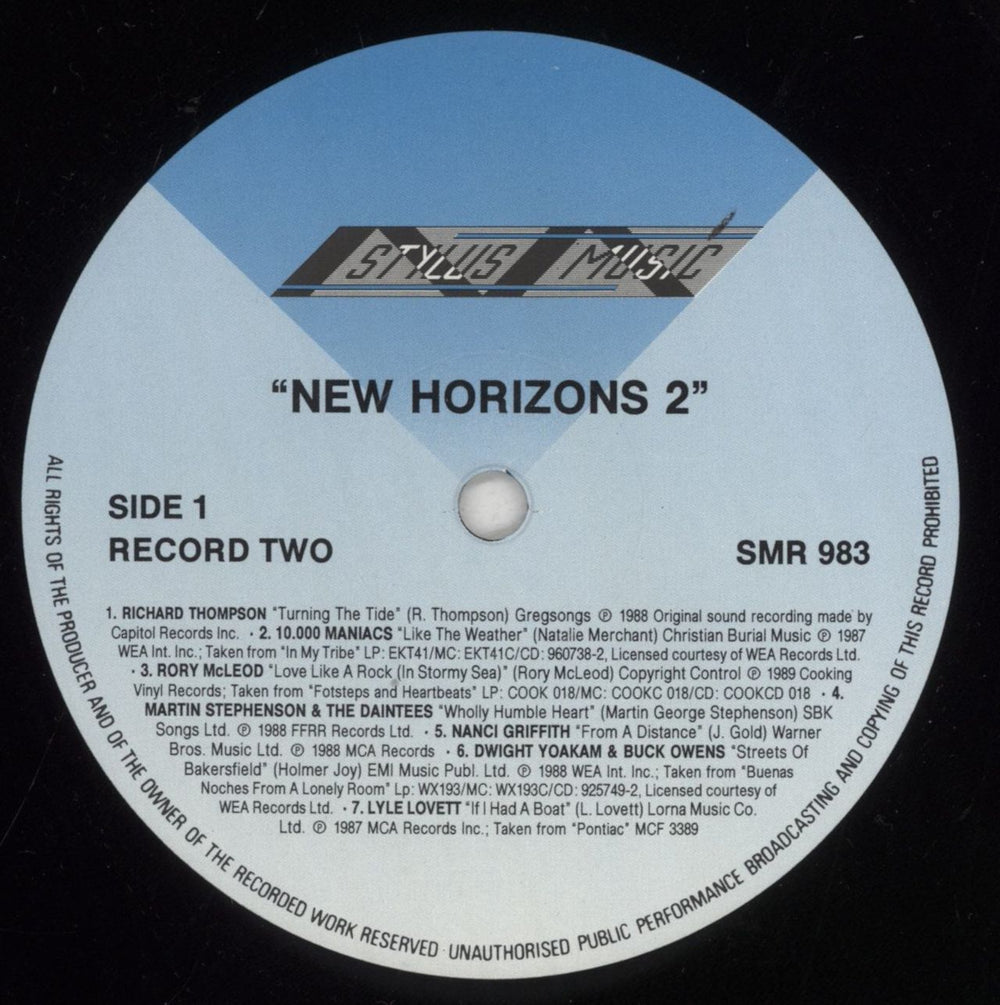 STYLUS MUSIC
“NEW HORIZONS 2”
SIDE 1
RECORD TWO
SMR 983
1. RICHARD THOMPSON "Turning The Tide" (R. Thompson) Gregsongs ℗ 1988 Original sound recording made by
Capitol Records Inc. · 2. 10.000 MANIACS "Like The Weather" (Natalie Merchant) Christian Burial Music ℗ 1987
WEA Int. Inc.; Taken from "In My Tribe" LP: EKT41/MC: EKT41C/CD: 960738-2, Licensed courtesy of WEA Records Ltd.
· 3. RORY McLEOD "Love Like A Rock (In Stormy Sea)" (Rory McLeod) Copyright Control ℗ 1989 Cooking
Vinyl Records; Taken from "Fotsteps and Heartbeats" LP: COOK 018/MC: COOKC 018/CD: COOKCD 018 · 4.
MARTIN STEPHENSON & THE DAINTEES "Wholly Humble Heart" (Martin George Stephenson) SBK
Songs Ltd. ℗ 1988 FFRR Records Ltd. · 5. NANCI GRIFFITH "From A Distance" (J. Gold) Warner
Bros. Music Ltd. ℗ 1988 MCA Records · 6. DWIGHT YOAKAM & BUCK OWENS "Streets Of
Bakersfield" (Holmer Joy) EMI Music Publ. Ltd. ℗ 1988 WEA Int. Inc.; Taken from "Buenas
Noches From A Lonely Room" Lp: WX193/MC: WX193C/CD: 925749-2, Licensed courtesy of
WEA Records Ltd. · 7. LYLE LOVETT "If I Had A Boat" (L. Lovett) Lorna Music Co.
Ltd. ℗ 1987 MCA Records Inc.; Taken from "Pontiac" MCF 3389
ALL RIGHTS OF THE PRODUCER AND OF THE OWNER OF THE RECORDED WORK RESERVED · UNAUTHORISED PUBLIC PERFORMANCE BROADCASTING AND COPYING OF THIS RECORD PROHIBITED